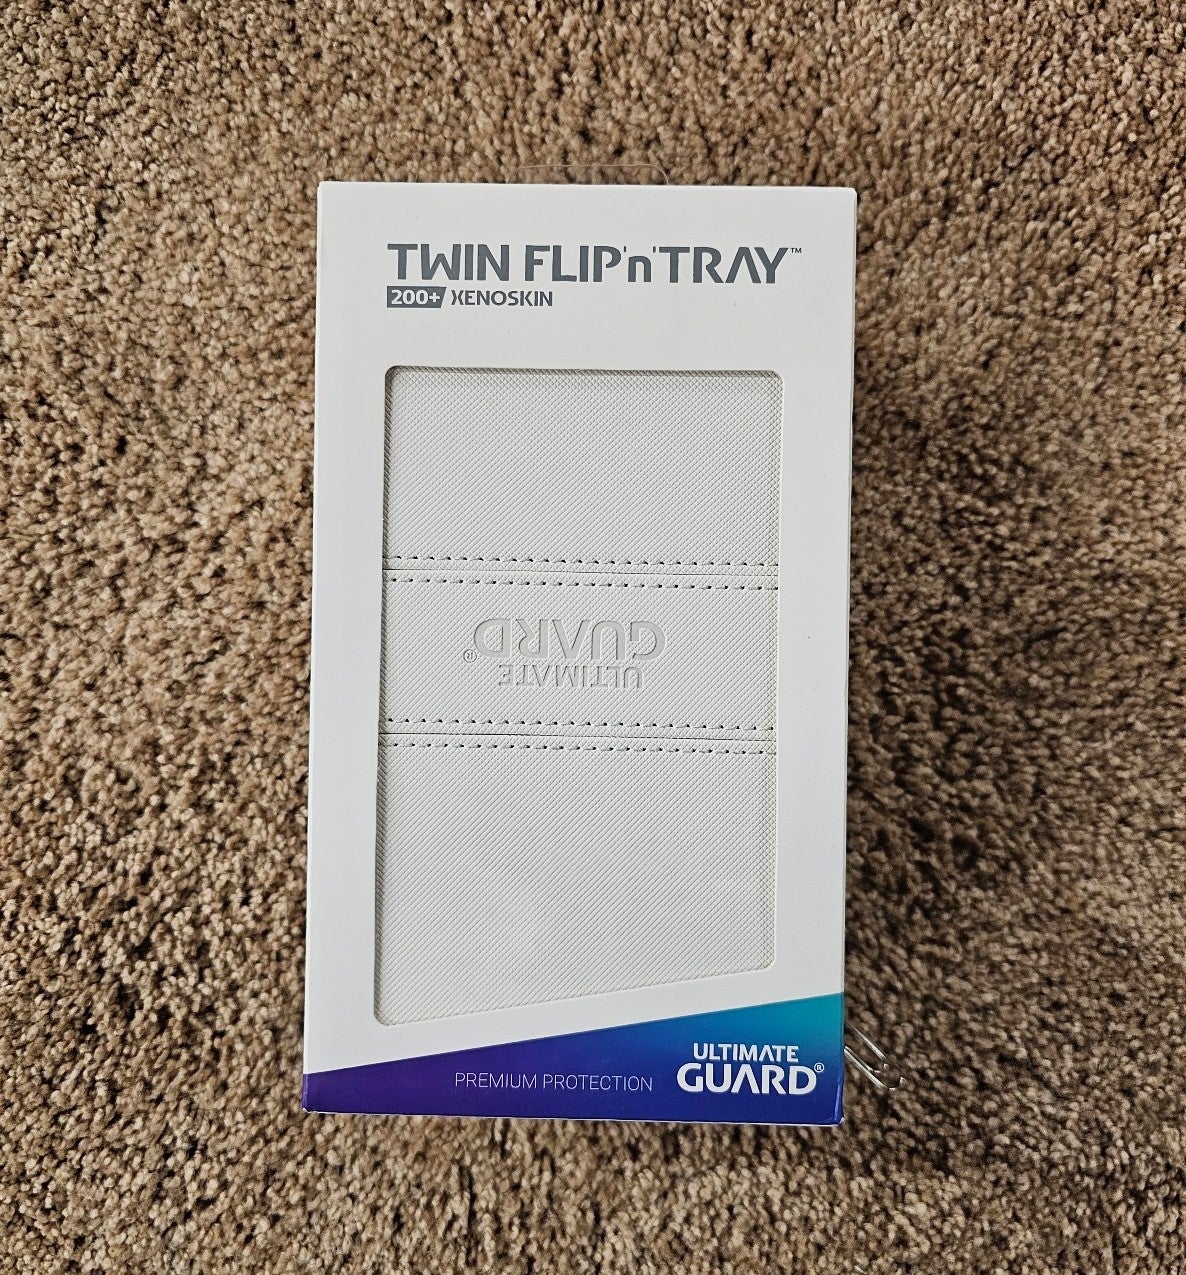 TWIN FLIP'n'TRAY™
200+ XENOSKIN
ULTIMATE
GUARD®
PREMIUM PROTECTION
ULTIMATE
GUARD®